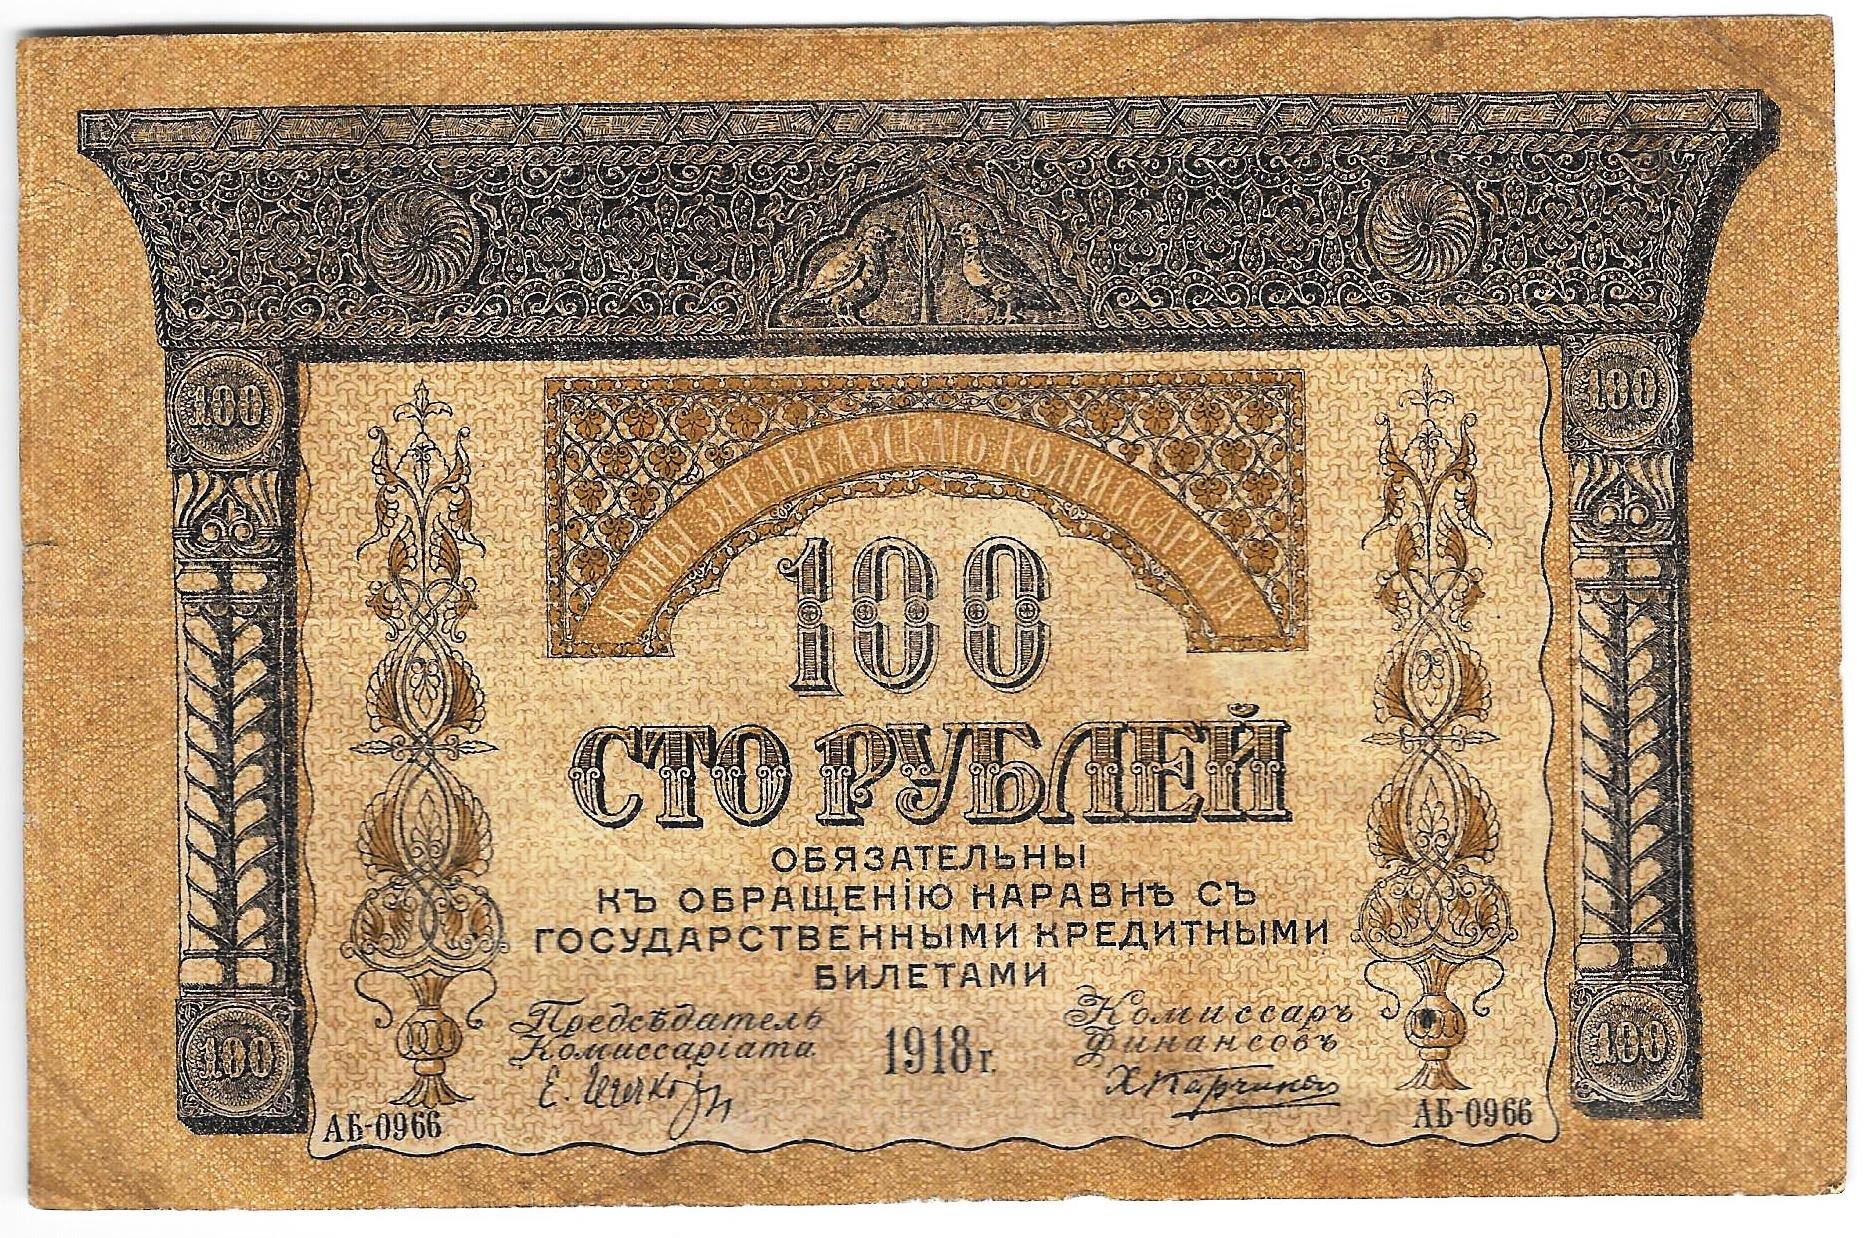 100
100
БОНЫ ЗАКАВКАЗСКАГО КОМИССАРІАТА
100
СТО РУБЛЕЙ
ОБЯЗАТЕЛЬНЫ
КЪ ОБРАЩЕНІЮ НАРАВНѢ СЪ
ГОСУДАРСТВЕННЫМИ КРЕДИТНЫМИ
БИЛЕТАМИ
Предсѣдатель
Комиссаріата
1918 г.
Комиссаръ
Финансовъ
100
100
АБ-0966
АБ-0966